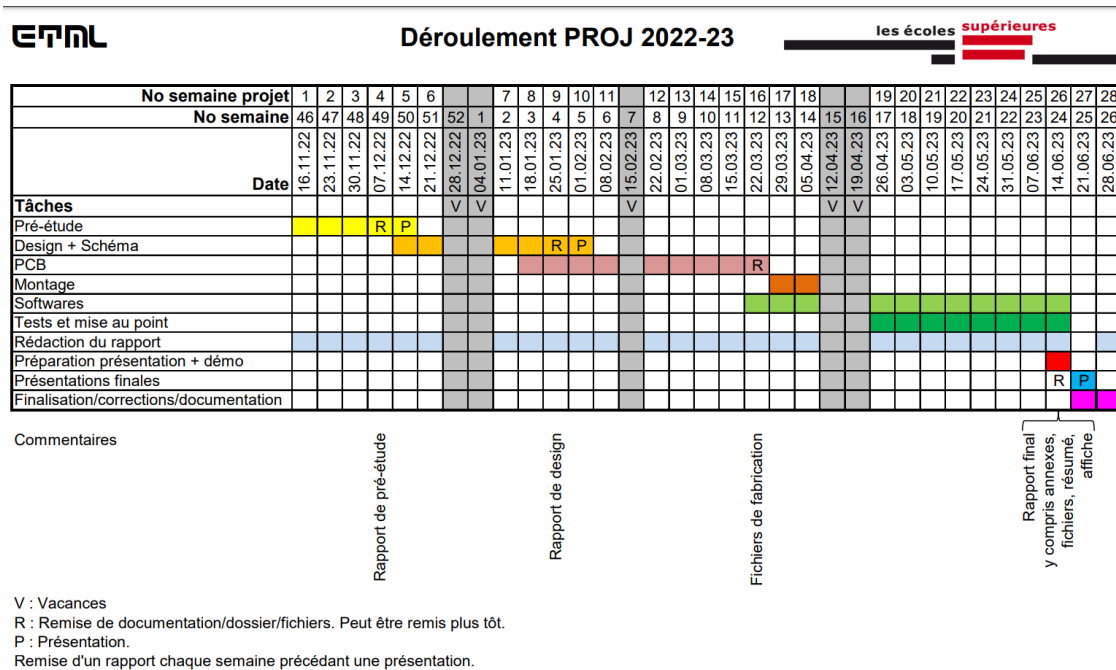 ETML
Déroulement PROJ 2022-23
les écoles supérieures
No semaine projet 1 2 3 4 5 6 7 8 9 10 11 12 13 14 15 16 17 18 19 20 21 22 23 24 25 26 27 28
No semaine 46 47 48 49 50 51 52 1 2 3 4 5 6 7 8 9 10 11 12 13 14 15 16 17 18 19 20 21 22 23 24 25 26
Date 16.11.22 23.11.22 30.11.22 07.12.22 14.12.22 21.12.22 28.12.22 04.01.23 11.01.23 18.01.23 25.01.23 01.02.23 08.02.23 15.02.23 22.02.23 01.03.23 08.03.23 15.03.23 22.03.23 29.03.23 05.04.23 12.04.23 19.04.23 26.04.23 03.05.23 10.05.23 17.05.23 24.05.23 31.05.23 07.06.23 14.06.23 21.06.23 28.06.23
Tâches V V V V V
Pré-étude R P
Design + Schéma R P
PCB R
Montage
Softwares
Tests et mise au point
Rédaction du rapport
Préparation présentation + démo
Présentations finales R P
Finalisation/corrections/documentation
Commentaires
Rapport de pré-étude
Rapport de design
Fichiers de fabrication
Rapport final
y compris annexes,
fichiers, résumé,
affiche
V : Vacances
R : Remise de documentation/dossier/fichiers. Peut être remis plus tôt.
P : Présentation.
Remise d'un rapport chaque semaine précédant une présentation.